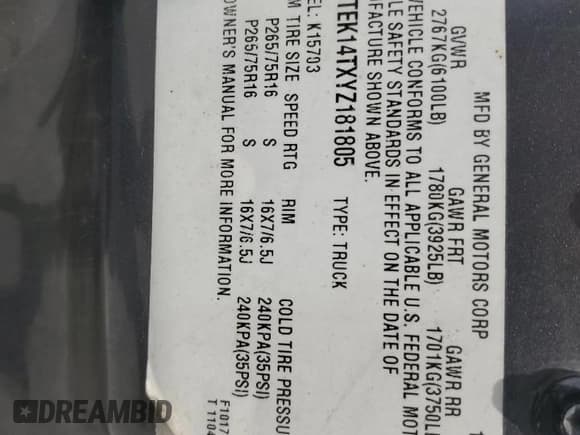 MFD BY GENERAL MOTORS CORP
GVWR GAWR FRT GAWR RR
2767KG(6100LB) 1780KG(3925LB) 1701KG(3750L
VEHICLE CONFORMS TO ALL APPLICABLE U.S. FEDERAL MOT
LE SAFETY STANDARDS IN EFFECT ON THE DATE OF
FACTURE SHOWN ABOVE.
TEK14TXYZ181805 TYPE: TRUCK
EL: K15703
M TIRE SIZE SPEED RTG RIM COLD TIRE PRESSU
P265/75R16 S 16X7/6.5J 240KPA(35PSI)
P265/75R16 S 16X7/6.5J 240KPA(35PSI)
OWNER'S MANUAL FOR MORE INFORMATION.
F1017
T1104
DREAMBID